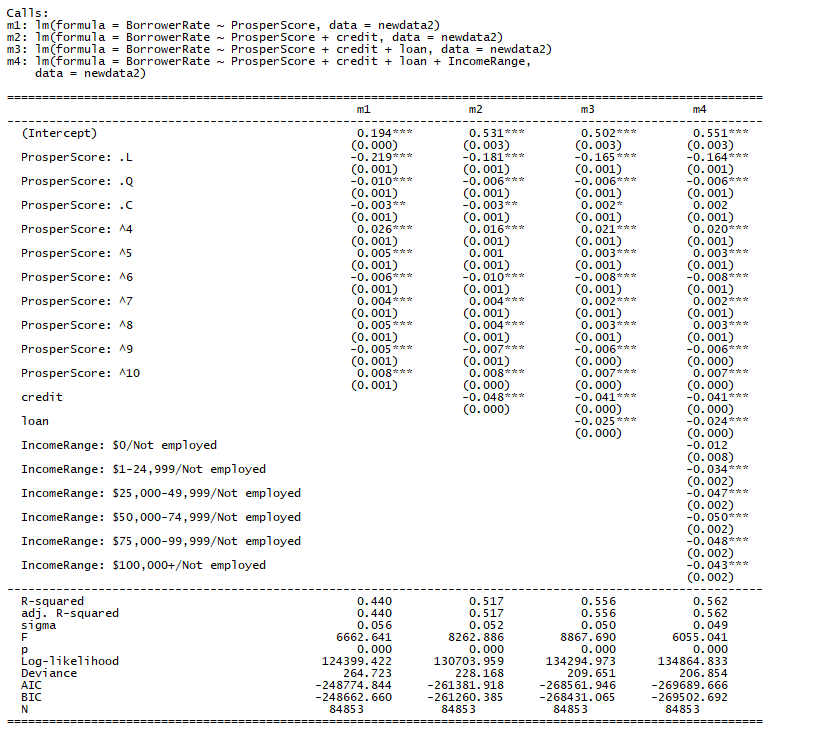 Calls:
m1: lm(formula = BorrowerRate ~ ProsperScore, data = newdata2)
m2: lm(formula = BorrowerRate ~ ProsperScore + credit, data = newdata2)
m3: lm(formula = BorrowerRate ~ ProsperScore + credit + loan, data = newdata2)
m4: lm(formula = BorrowerRate ~ ProsperScore + credit + loan + IncomeRange,
data = newdata2)
m1 m2 m3 m4
(Intercept) 0.194*** 0.531*** 0.502*** 0.551***
(0.000) (0.003) (0.003) (0.003)
ProsperScore: .L -0.219*** -0.181*** -0.165*** -0.164***
(0.001) (0.001) (0.001) (0.001)
ProsperScore: .Q -0.010*** -0.006*** -0.006*** -0.006***
(0.001) (0.001) (0.001) (0.001)
ProsperScore: .C -0.003** -0.003** 0.002* 0.002
(0.001) (0.001) (0.001) (0.001)
ProsperScore: ^4 0.026*** 0.016*** 0.021*** 0.020***
(0.001) (0.001) (0.001) (0.001)
ProsperScore: ^5 0.005*** 0.001 0.003*** 0.003***
(0.001) (0.001) (0.001) (0.001)
ProsperScore: ^6 -0.006*** -0.010*** -0.008*** -0.008***
(0.001) (0.001) (0.001) (0.001)
ProsperScore: ^7 0.004*** 0.004*** 0.002*** 0.002***
(0.001) (0.001) (0.001) (0.001)
ProsperScore: ^8 0.005*** 0.004*** 0.003*** 0.003***
(0.001) (0.001) (0.001) (0.001)
ProsperScore: ^9 -0.005*** -0.007*** -0.006*** -0.006***
(0.001) (0.001) (0.000) (0.000)
ProsperScore: ^10 0.008*** 0.008*** 0.007*** 0.007***
(0.001) (0.000) (0.000) (0.000)
credit -0.048*** -0.041*** -0.041***
(0.000) (0.000) (0.000)
loan -0.025*** -0.024***
(0.000) (0.000)
IncomeRange: $0/Not employed -0.012
(0.008)
IncomeRange: $1-24,999/Not employed -0.034***
(0.002)
IncomeRange: $25,000-49,999/Not employed -0.047***
(0.002)
IncomeRange: $50,000-74,999/Not employed -0.050***
(0.002)
IncomeRange: $75,000-99,999/Not employed -0.048***
(0.002)
IncomeRange: $100,000+/Not employed -0.043***
(0.002)
R-squared 0.440 0.517 0.556 0.562
adj. R-squared 0.440 0.517 0.556 0.562
sigma 0.056 0.052 0.050 0.049
F 6662.641 8262.886 8867.690 6055.041
p 0.000 0.000 0.000 0.000
Log-likelihood 124399.422 130703.959 134294.973 134864.833
Deviance 264.723 228.168 209.651 206.854
AIC -248774.844 -261381.918 -268561.946 -269689.666
BIC -248662.660 -261260.385 -268431.065 -269502.692
N 84853 84853 84853 84853